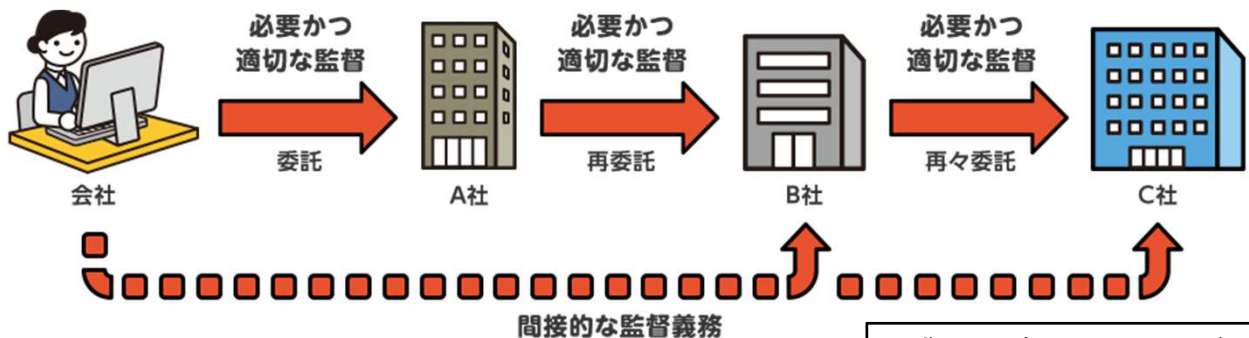 必要かつ
適切な監督
必要かつ
適切な監督
必要かつ
適切な監督
委託
再委託
再々委託
会社
A社
B社
C社
間接的な監督義務